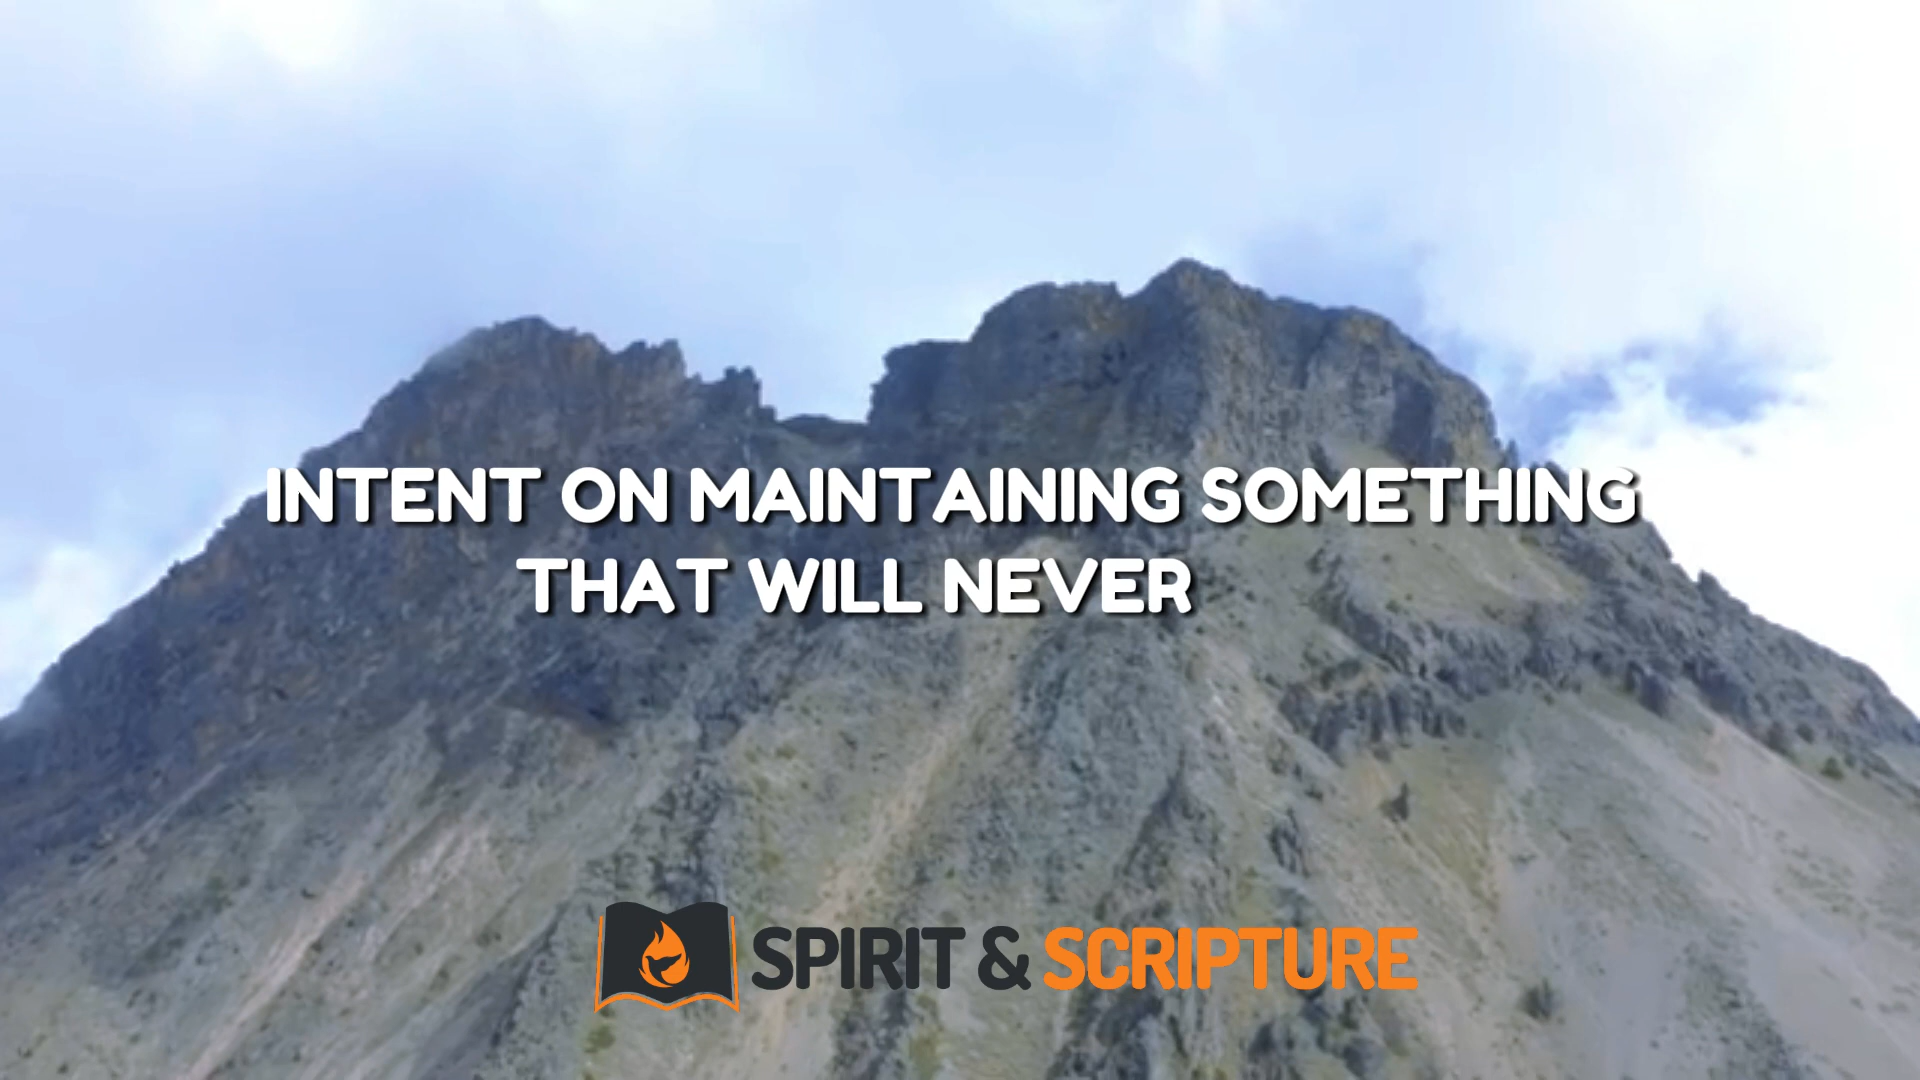 INTENT ON MAINTAINING SOMETHING
THAT WILL NEVER
SPIRIT & SCRIPTURE